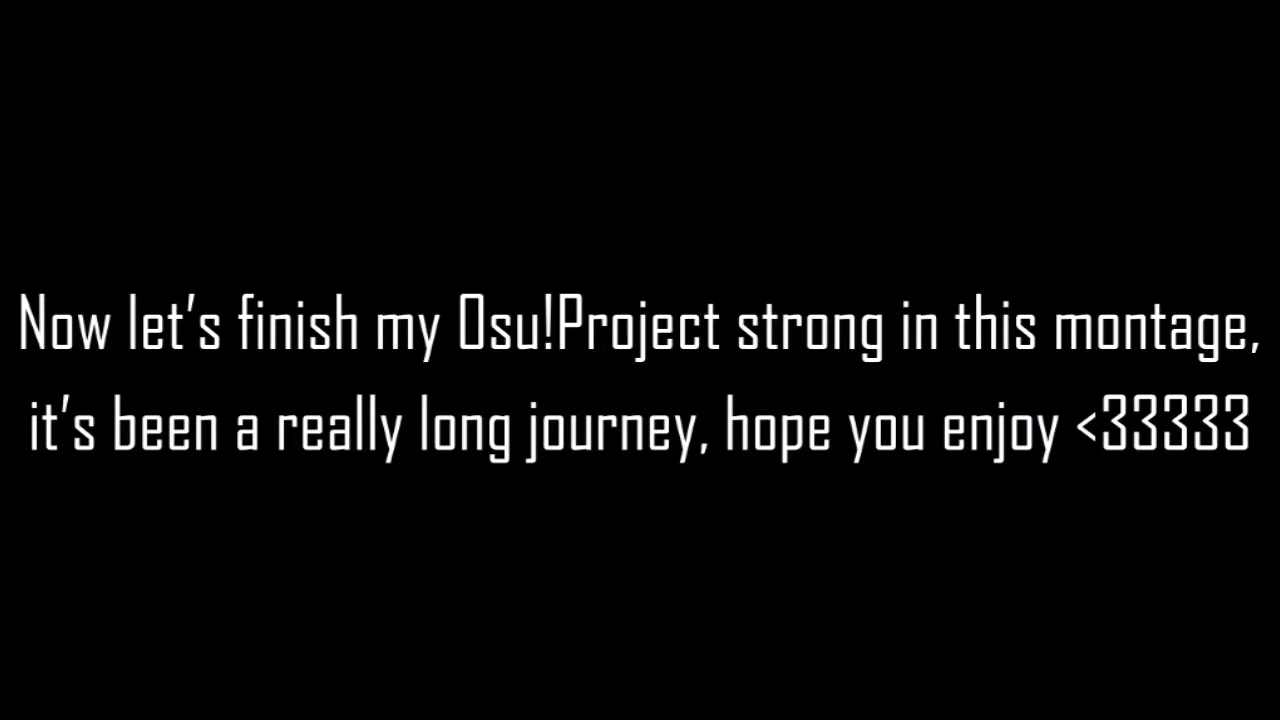 Now let's finish my Osu!Project strong in this montage,
it's been a really long journey, hope you enjoy <33333